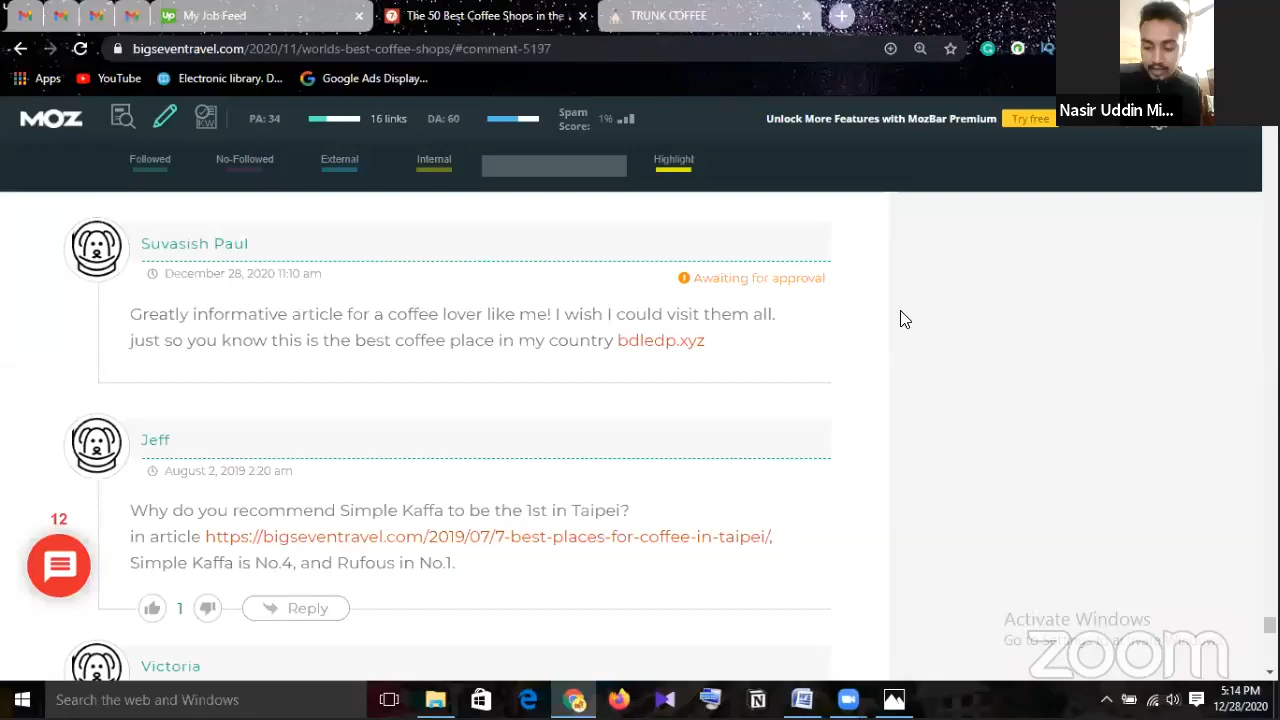 My Job Feed
The 50 Best Coffee Shops in the
TRUNK COFFEE
bigseventravel.com/2020/11/worlds-best-coffee-shops/#comment-5197
Apps
YouTube
Electronic library. D...
Google Ads Display...
Nasir Uddin Mi...
MOZ
PA: 34
16 links
DA: 60
Spam Score: 1%
Unlock More Features with MozBar Premium
Try free
Followed
No-Followed
External
Internal
Highlight
Suvasish Paul
December 28, 2020 11:10 am
Awaiting for approval
Greatly informative article for a coffee lover like me! I wish I could visit them all.
just so you know this is the best coffee place in my country bdledp.xyz
Jeff
August 2, 2019 2:20 am
Why do you recommend Simple Kaffa to be the 1st in Taipei?
in article https://bigseventravel.com/2019/07/7-best-places-for-coffee-in-taipei/,
Simple Kaffa is No.4, and Rufous in No.1.
12
1
Reply
Victoria
Activate Windows
zoom
Search the web and Windows
5:14 PM
12/28/2020